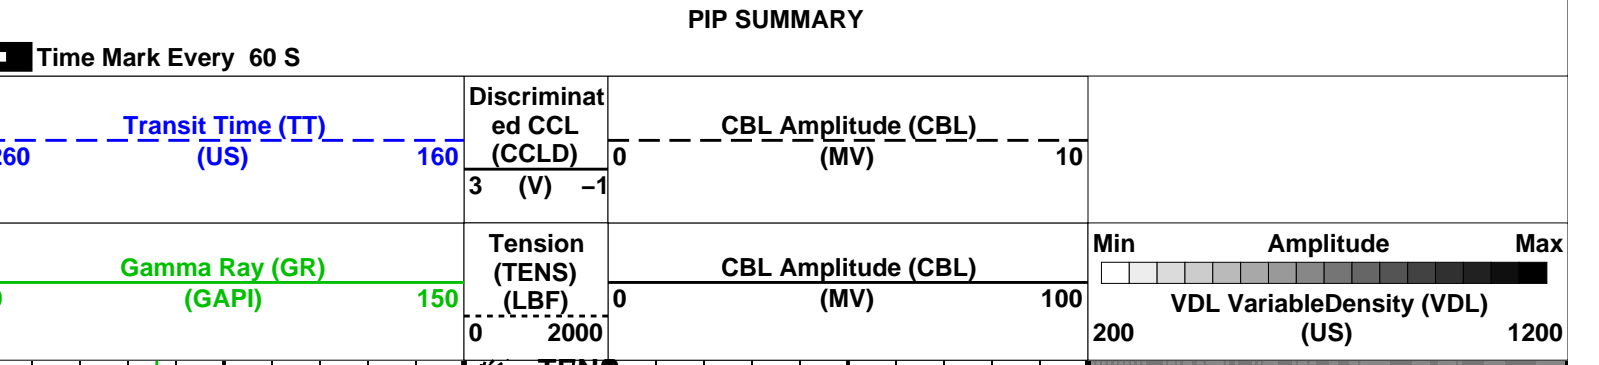 PIP SUMMARY
Time Mark Every 60 S
Transit Time (TT)
(US) 160
Discriminat
ed CCL
(CCLD)
3 (V) −1
CBL Amplitude (CBL)
0 (MV) 10
Gamma Ray (GR)
(GAPI) 150
Tension
(TENS)
(LBF)
0 2000
CBL Amplitude (CBL)
0 (MV) 100
Min Amplitude Max
VDL VariableDensity (VDL)
200 (US) 1200